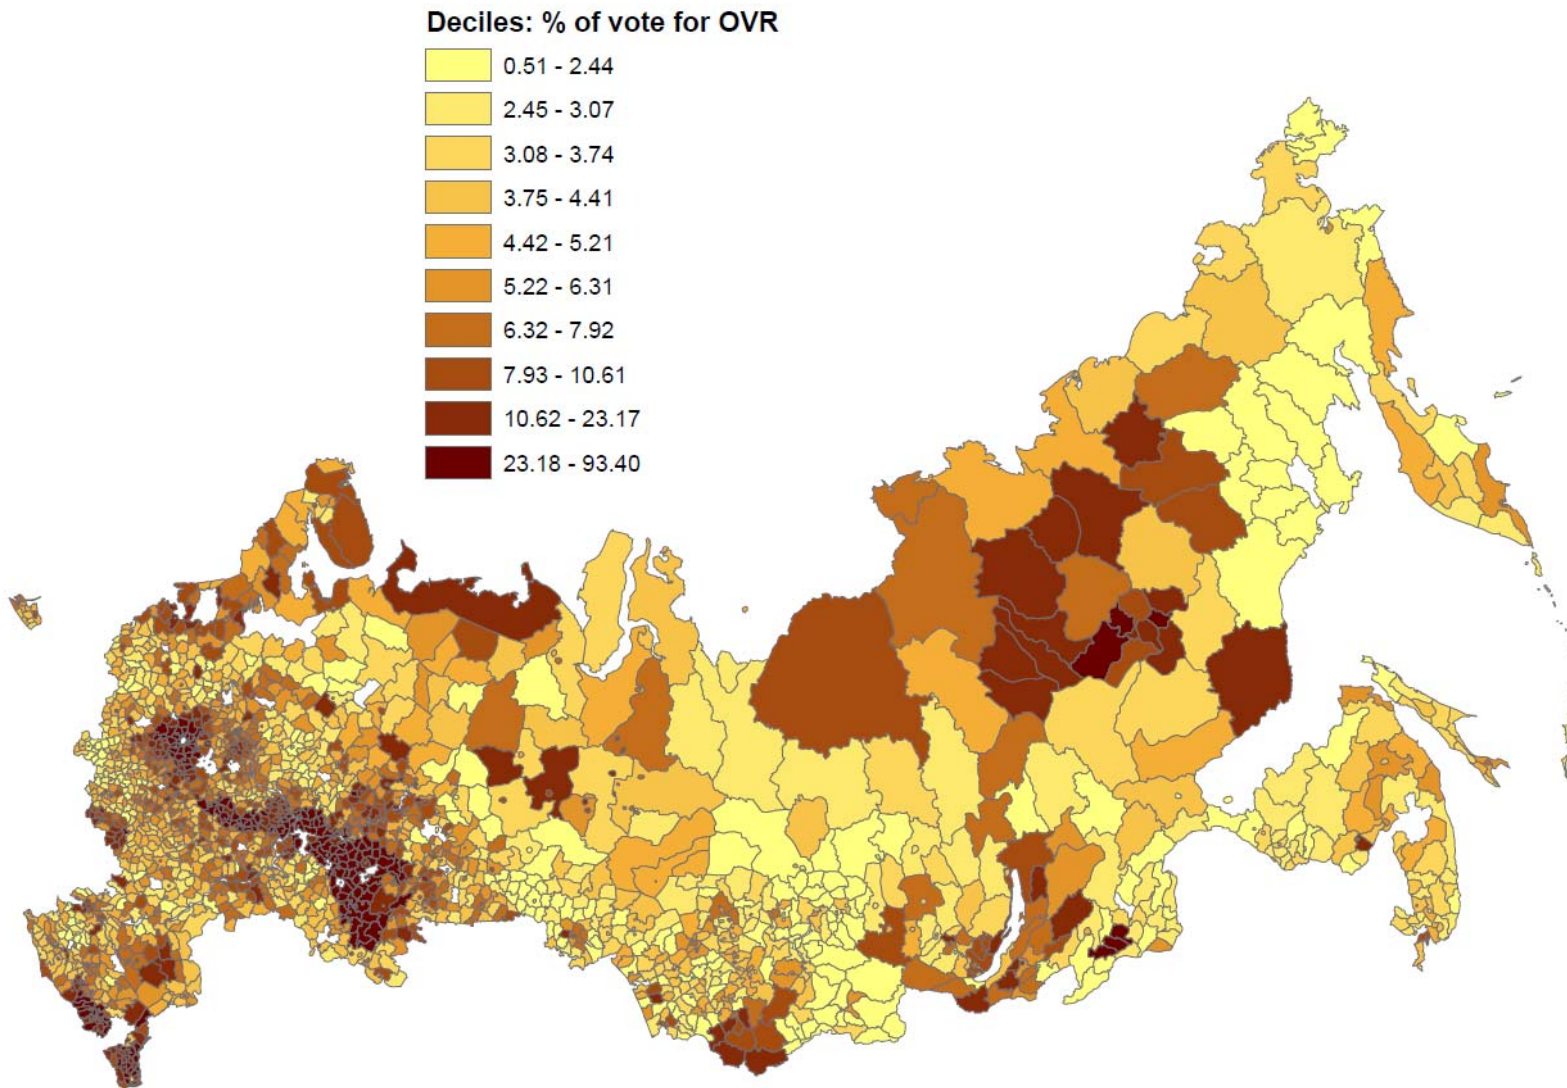 Deciles: % of vote for OVR
0.51 - 2.44
2.45 - 3.07
3.08 - 3.74
3.75 - 4.41
4.42 - 5.21
5.22 - 6.31
6.32 - 7.92
7.93 - 10.61
10.62 - 23.17
23.18 - 93.40